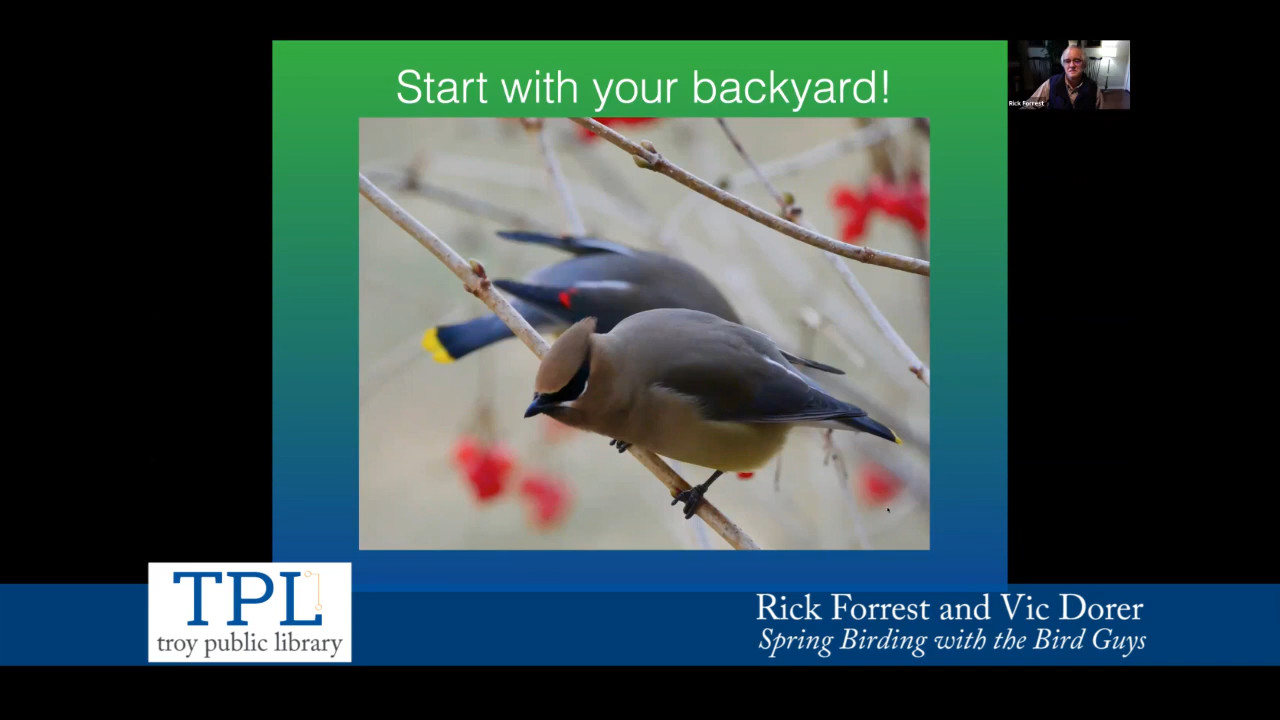 Start with your backyard!
Rick Forrest
TPL
troy public library
Rick Forrest and Vic Dorer
Spring Birding with the Bird Guys